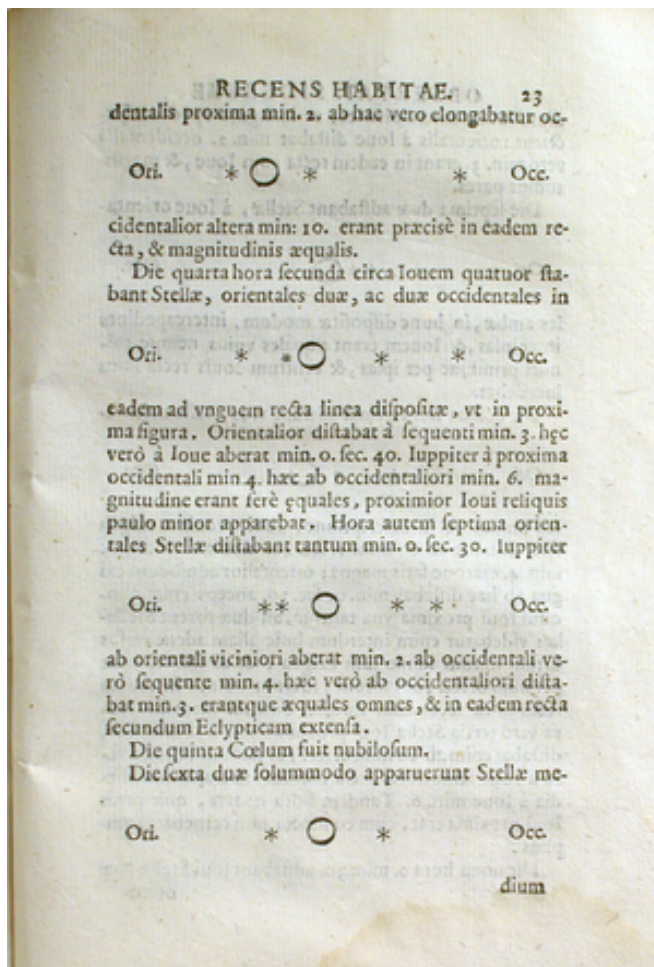 RECENS HABITAE. 23
dentalis proxima min. 2. ab hac vero elongabatur oc-
Ori. * O * * Occ.
cidentalior altera min: 10. erant præcisè in eadem re-
cta, & magnitudinis æqualis.
Die quarta hora ſecunda circa Iouem quatuor ſta-
bant Stellæ, orientales duæ, ac duæ occidentales in
Ori. * * O * * Occ.
eadem ad vnguem recta linea diſpoſitæ, vt in proxi-
ma figura. Orientalior diſtabat à ſequenti min. 3. hęc
verò à Ioue aberat min. 0. ſec. 40. Iuppiter à proxima
occidentali min. 4. hæc ab occidentaliori min. 6. ma-
gnitudine erant ferè ęquales, proximior Ioui reliquis
paulo minor apparebat. Hora autem ſeptima orien-
tales Stellæ diſtabant tantum min. 0. ſec. 30. Iuppiter
Ori. ** O * * Occ.
ab orientali viciniori aberat min. 2. ab occidentali ve-
rò ſequente min. 4. hæc verò ab occidentaliori diſta-
bat min. 3. erantque æquales omnes, & in eadem recta
ſecundum Eclypticam extenſa.
Die quinta Cœlum fuit nubiloſum.
Die ſexta duæ ſolummodo apparuerunt Stellæ me-
Ori. * O * Occ.
dium